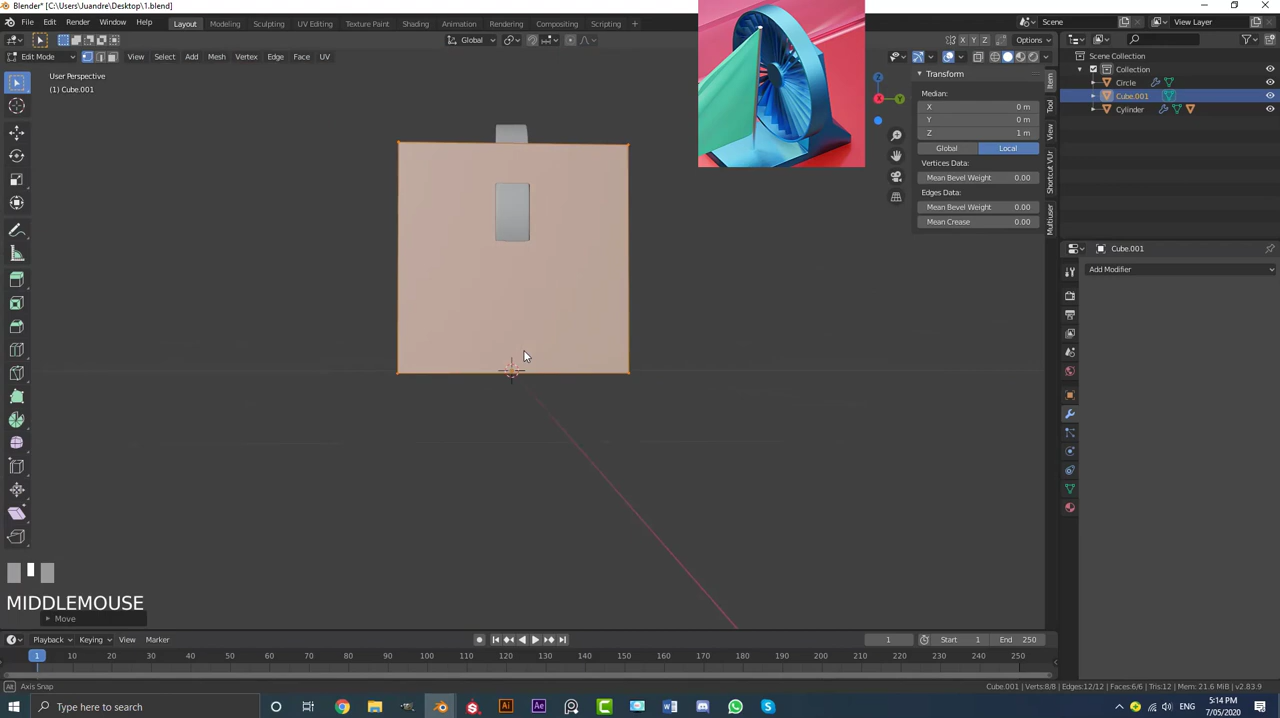 Blender* [C:\Users\Juandre\Desktop\1.blend]
File Edit Render Window Help Layout Modeling Sculpting UV Editing Texture Paint Shading Animation Rendering Compositing Scripting + Scene View Layer
Global Options
Edit Mode View Select Add Mesh Vertex Edge Face UV
User Perspective
(1) Cube.001
Transform
Median:
X 0 m
Y 0 m
Z 1 m
Global Local
Vertices Data:
Mean Bevel Weight 0.00
Edges Data:
Mean Bevel Weight 0.00
Mean Crease 0.00
Item
Tool
View
Shortcut VUr
Multiuser
Scene Collection
Collection
Circle
Cube.001
Cylinder
Cube.001
Add Modifier
MIDDLEMOUSE
Move
Playback Keying View Marker 1 Start 1 End 250
1 10 20 30 40 50 60 70 80 90 100 110 120 130 140 150 160 170 180 190 200 210 220 230 240 250
Alt Axis Snap Cube.001 | Verts:8/8 | Edges:12/12 | Faces:6/6 | Tris:12 | Mem: 21.6 MiB | v2.83.9
Type here to search
5:14 PM
7/05/2020